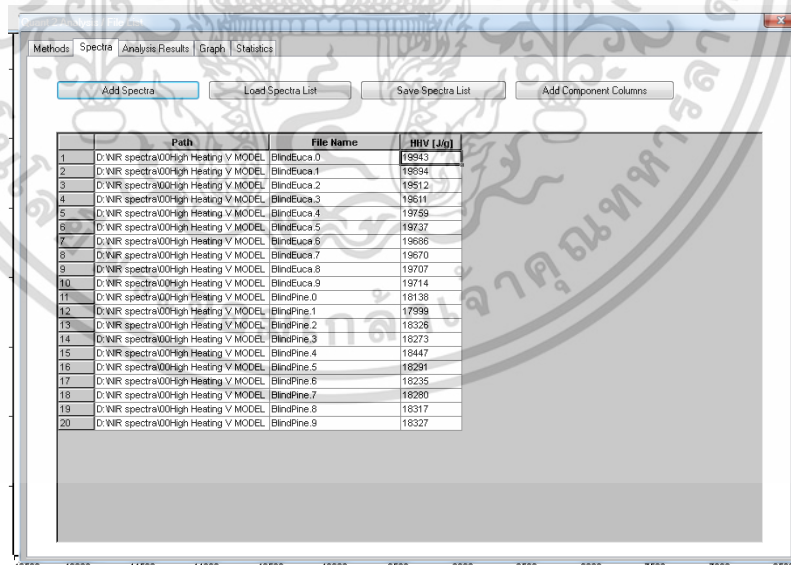 Methods Spectra Analysis Results Graph Statistics
Add Spectra Load Spectra List Save Spectra List Add Component Columns
Path File Name HHV [J/g]
1 D:\NIR spectra\00High Heating V MODEL BlindEuca.0 19943
2 D:\NIR spectra\00High Heating V MODEL BlindEuca.1 19894
3 D:\NIR spectra\00High Heating V MODEL BlindEuca.2 19512
4 D:\NIR spectra\00High Heating V MODEL BlindEuca.3 19611
5 D:\NIR spectra\00High Heating V MODEL BlindEuca.4 19759
6 D:\NIR spectra\00High Heating V MODEL BlindEuca.5 19737
7 D:\NIR spectra\00High Heating V MODEL BlindEuca.6 19686
8 D:\NIR spectra\00High Heating V MODEL BlindEuca.7 19670
9 D:\NIR spectra\00High Heating V MODEL BlindEuca.8 19707
10 D:\NIR spectra\00High Heating V MODEL BlindEuca.9 19714
11 D:\NIR spectra\00High Heating V MODEL BlindPine.0 18138
12 D:\NIR spectra\00High Heating V MODEL BlindPine.1 17999
13 D:\NIR spectra\00High Heating V MODEL BlindPine.2 18326
14 D:\NIR spectra\00High Heating V MODEL BlindPine.3 18273
15 D:\NIR spectra\00High Heating V MODEL BlindPine.4 18447
16 D:\NIR spectra\00High Heating V MODEL BlindPine.5 18291
17 D:\NIR spectra\00High Heating V MODEL BlindPine.6 18235
18 D:\NIR spectra\00High Heating V MODEL BlindPine.7 18280
19 D:\NIR spectra\00High Heating V MODEL BlindPine.8 18317
20 D:\NIR spectra\00High Heating V MODEL BlindPine.9 18327